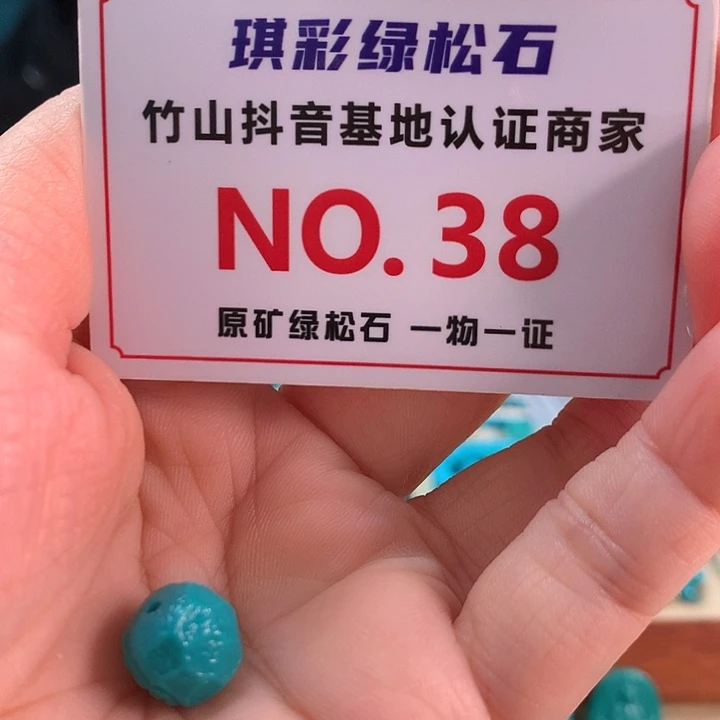 琪彩绿松石
竹山抖音基地认证商家
NO. 38
原矿绿松石 一物一证